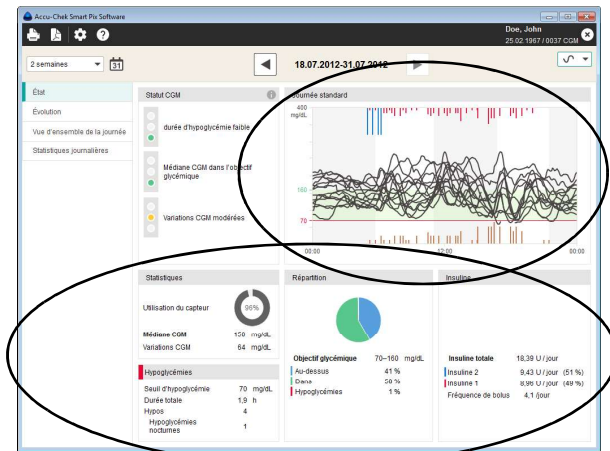 Accu-Chek Smart Pix Software
Doe, John
25.02.1967 / 0037 CGM
2 semaines
31
18.07.2012-31.07.2012
État
Évolution
Vue d'ensemble de la journée
Statistiques journalières
Statut CGM
durée d'hypoglycémie faible
Médiane CGM dans l'objectif
glycémique
Variations CGM modérées
Journée standard
400
mg/dL
160
70
00:00
12:00
00:00
Statistiques
Utilisation du capteur
96%
Médiane CGM 150 mg/dL
Variations CGM 64 mg/dL
Hypoglycémies
Seuil d'hypoglycémie 70 mg/dL
Durée totale 1,9 h
Hypos 4
Hypoglycémies
nocturnes 1
Répartition
Objectif glycémique 70–160 mg/dL
Au-dessus 41 %
Dans 58 %
Hypoglycémies 1 %
Insuline
Insuline totale 18,39 U / jour
Insuline 2 9,43 U / jour (51 %)
Insuline 1 8,96 U / jour (49 %)
Fréquence de bolus 4,1 /jour